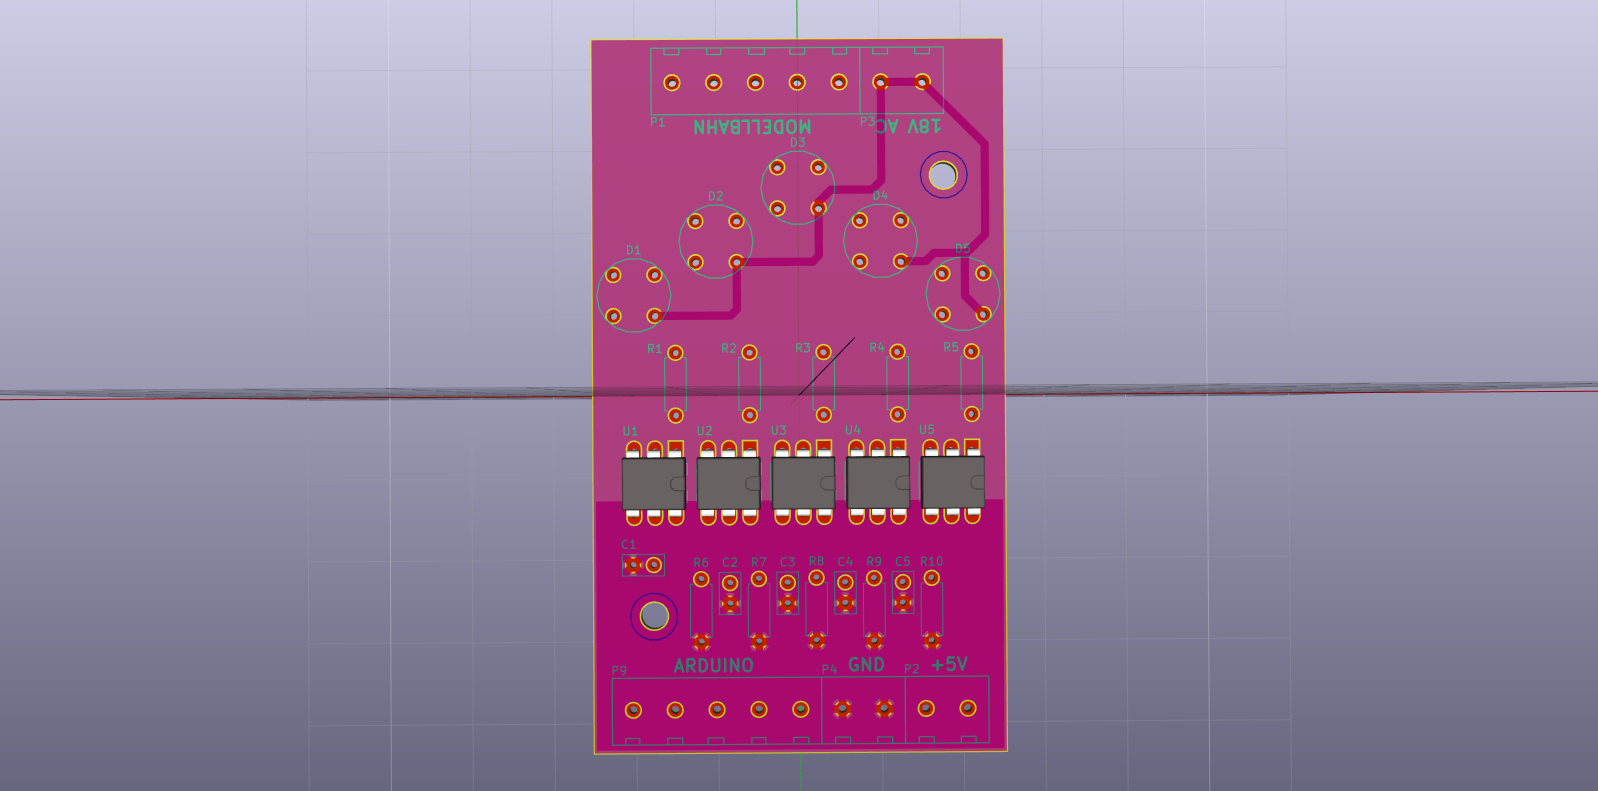 P1 MODELLBAHN P3 18V AC
D3
D2 D4
D1 D5
R1 R2 R3 R4 R5
U1 U2 U3 U4 U5
C1
R6 C2 R7 C3 R8 C4 R9 C5 R10
P9 ARDUINO P4 GND P2 +5V